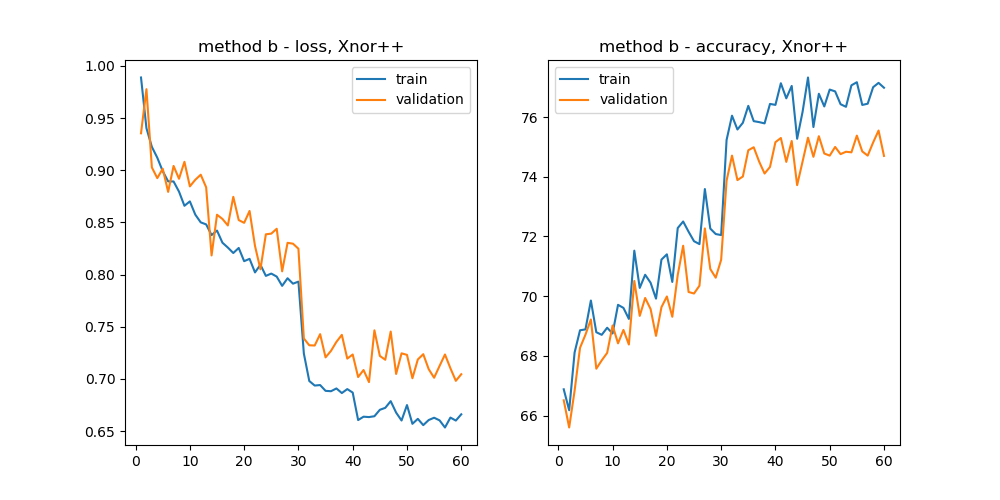 method b - loss, Xnor++
train
validation
1.00
0.95
0.90
0.85
0.80
0.75
0.70
0.65
0 10 20 30 40 50 60
method b - accuracy, Xnor++
train
validation
76
74
72
70
68
66
0 10 20 30 40 50 60